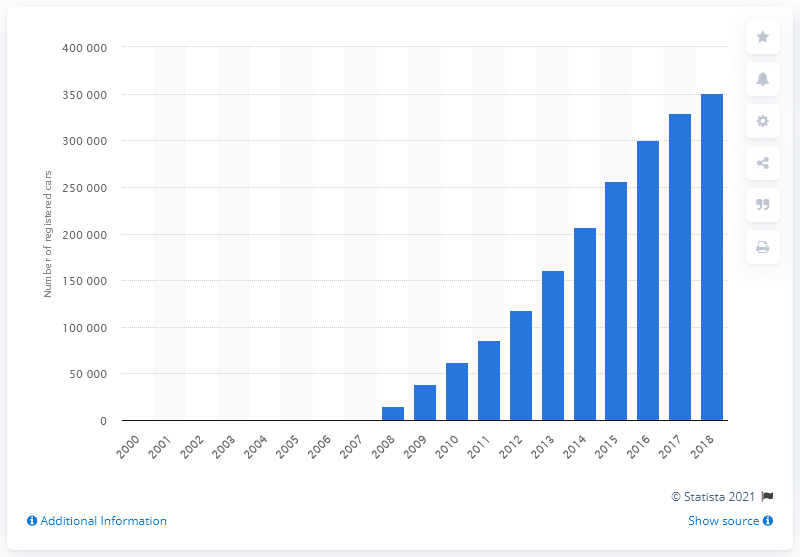 400 000
350 000
300 000
250 000
200 000
150 000
100 000
50 000
0
Number of registered cars
2000 2001 2002 2003 2004 2005 2006 2007 2008 2009 2010 2011 2012 2013 2014 2015 2016 2017 2018
© Statista 2021
Additional Information Show source